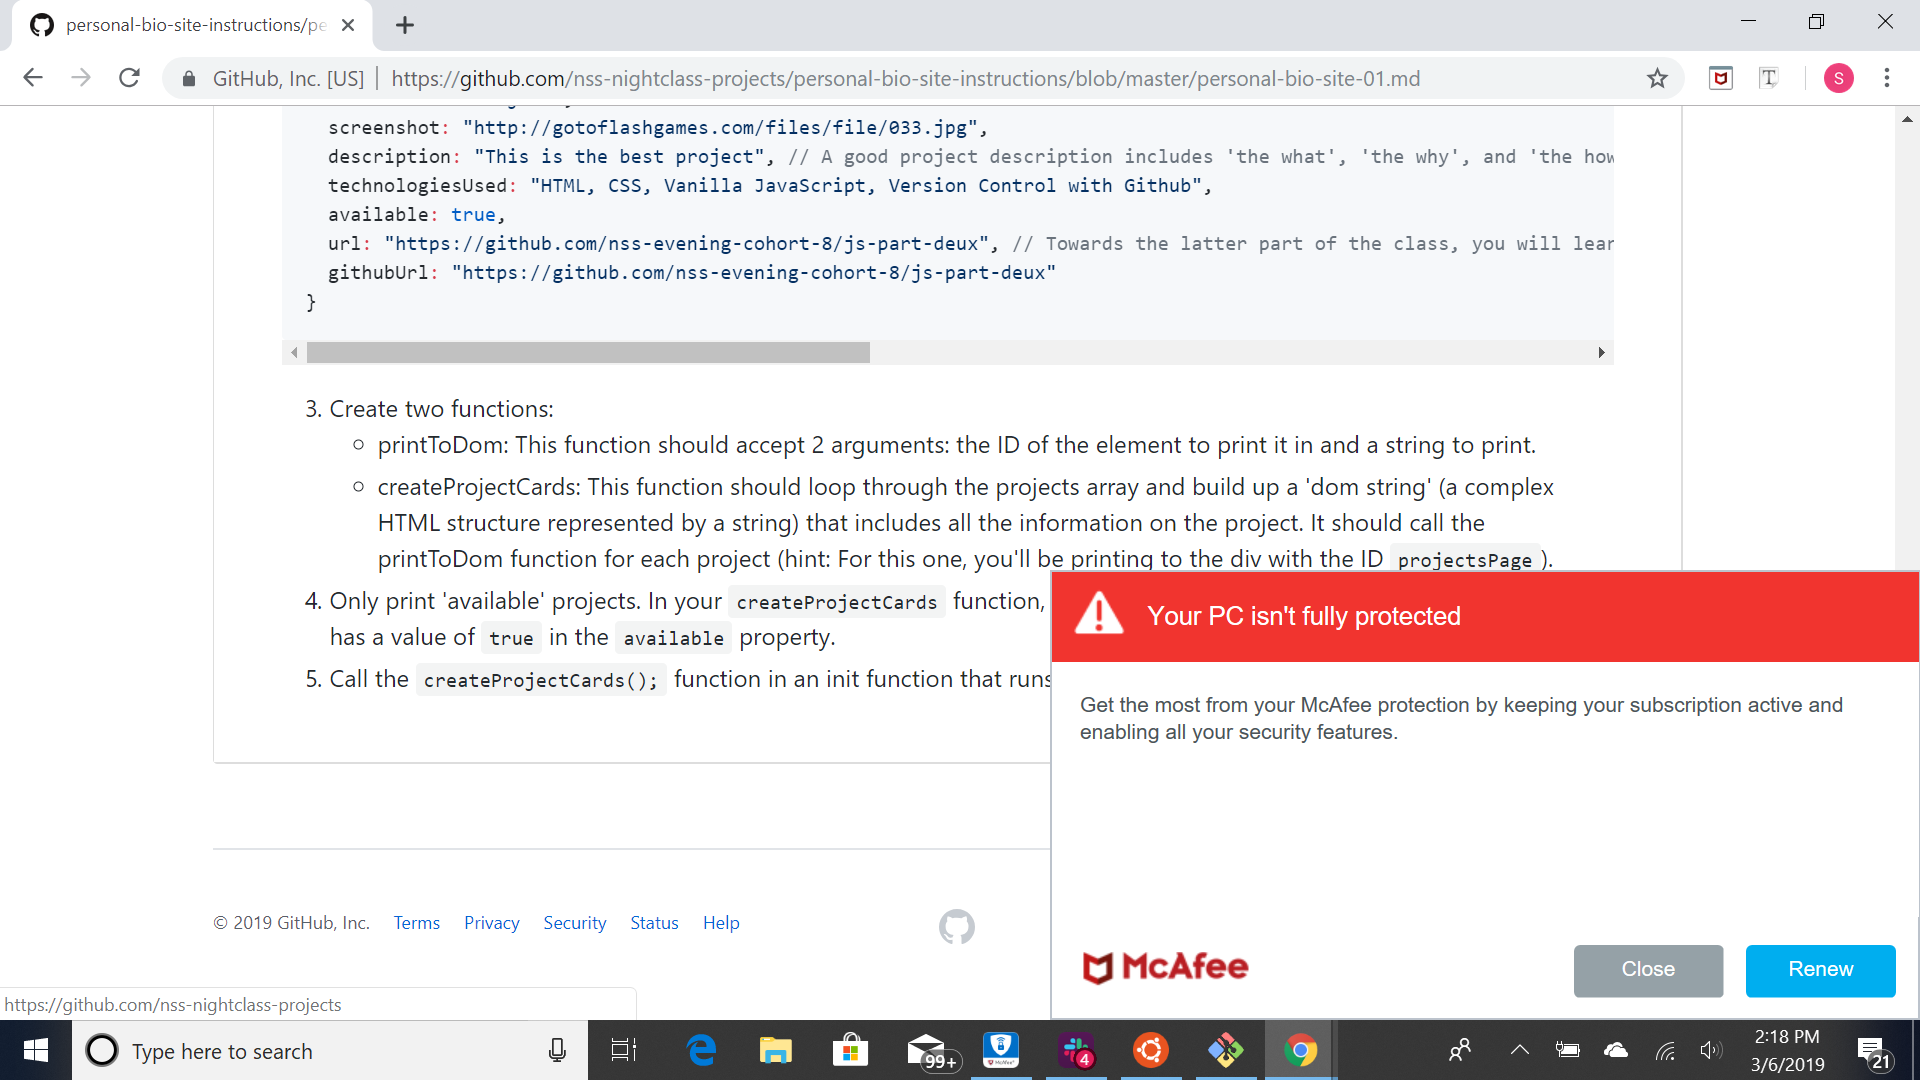 personal-bio-site-instructions/pe
GitHub, Inc. [US] | https://github.com/nss-nightclass-projects/personal-bio-site-instructions/blob/master/personal-bio-site-01.md
S
screenshot: "http://gotoflashgames.com/files/file/033.jpg",
description: "This is the best project", // A good project description includes 'the what', 'the why', and 'the how
technologiesUsed: "HTML, CSS, Vanilla JavaScript, Version Control with Github",
available: true,
url: "https://github.com/nss-evening-cohort-8/js-part-deux", // Towards the latter part of the class, you will lear
githubUrl: "https://github.com/nss-evening-cohort-8/js-part-deux"
}
3. Create two functions:
printToDom: This function should accept 2 arguments: the ID of the element to print it in and a string to print.
createProjectCards: This function should loop through the projects array and build up a 'dom string' (a complex
HTML structure represented by a string) that includes all the information on the project. It should call the
printToDom function for each project (hint: For this one, you'll be printing to the div with the ID projectsPage ).
4. Only print 'available' projects. In your createProjectCards function,
has a value of true in the available property.
5. Call the createProjectCards(); function in an init function that runs
Your PC isn't fully protected
Get the most from your McAfee protection by keeping your subscription active and
enabling all your security features.
McAfee
Close
Renew
© 2019 GitHub, Inc. Terms Privacy Security Status Help
https://github.com/nss-nightclass-projects
Type here to search
99+
4
2:18 PM
3/6/2019
21